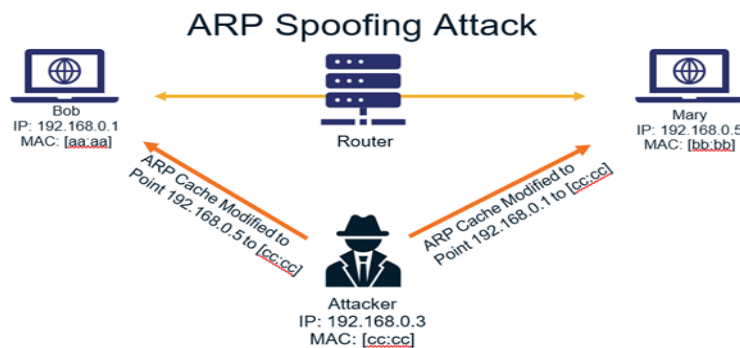 ARP Spoofing Attack
Bob
IP: 192.168.0.1
MAC: [aa:aa]
Router
Mary
IP: 192.168.0.5
MAC: [bb:bb]
ARP Cache Modified to
Point 192.168.0.5 to [cc:cc]
ARP Cache Modified to
Point 192.168.0.1 to [cc:cc]
Attacker
IP: 192.168.0.3
MAC: [cc:cc]